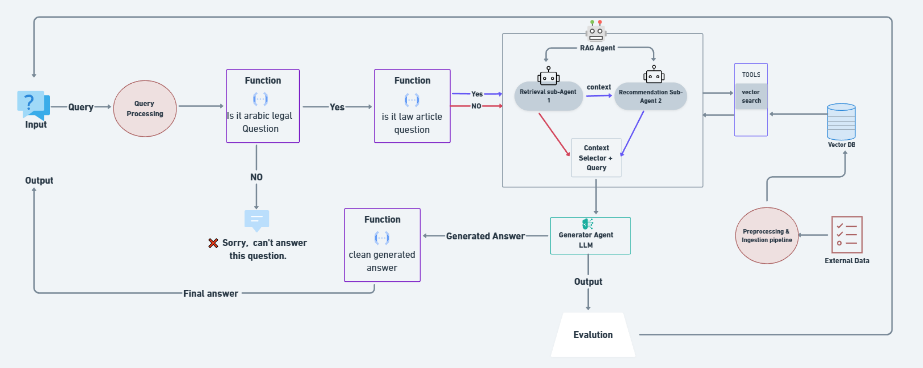 RAG Agent
Function
Is it arabic legal
Question
Function
is it law article
question
Retrieval sub-Agent
1
context
Recommendation Sub-
Agent 2
TOOLS
vector
search
Query
Processing
Input
Query
Yes
Yes
NO
Vector DB
Context
Selector +
Query
NO
Output
Sorry, can't answer
this question.
Function
clean generated
answer
Generated Answer
Generator Agent
LLM
Preprocessing &
Ingestion pipeline
External Data
Output
Final answer
Evalution